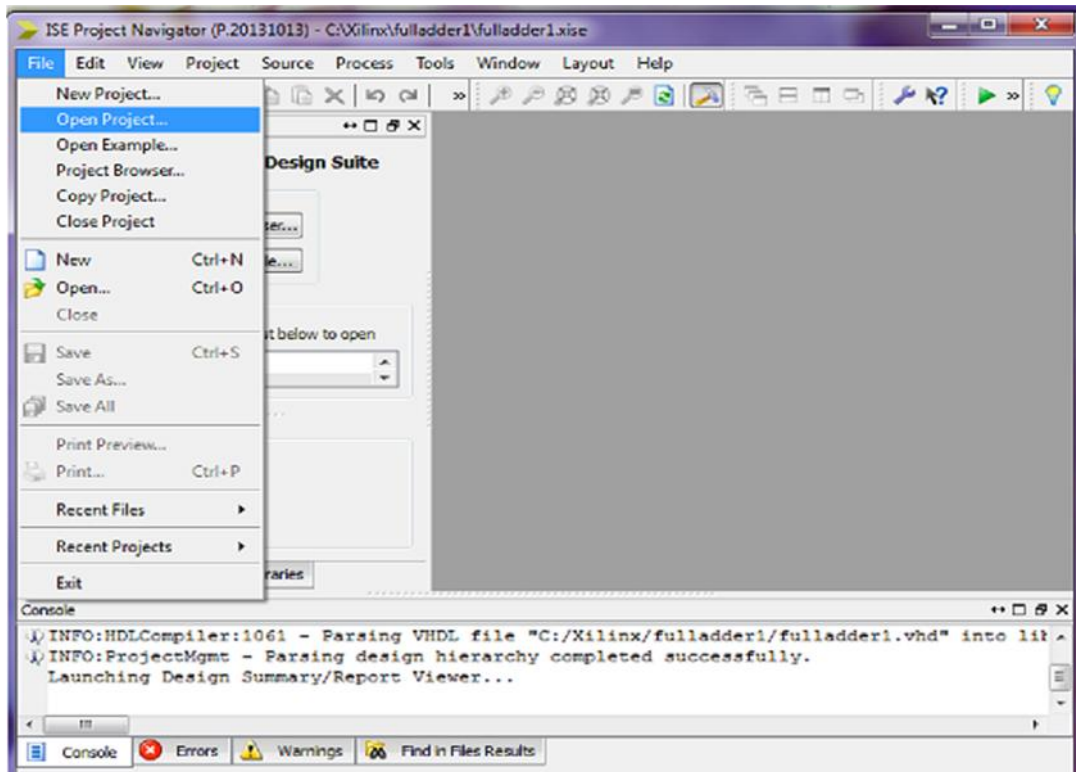 ISE Project Navigator (P.20131013) - C:\Xilinx\fulladder1\fulladder1.xise
File Edit View Project Source Process Tools Window Layout Help
New Project...
Open Project...
Open Example...
Project Browser...
Copy Project...
Close Project
New Ctrl+N
Open... Ctrl+O
Close
Save Ctrl+S
Save As...
Save All
Print Preview...
Print... Ctrl+P
Recent Files
Recent Projects
Exit
Design Suite
ser...
le...
st below to open
raries
Console
INFO:HDLCompiler:1061 - Parsing VHDL file "C:/Xilinx/fulladder1/fulladder1.vhd" into lib
INFO:ProjectMgmt - Parsing design hierarchy completed successfully.
Launching Design Summary/Report Viewer...
Console Errors Warnings Find in Files Results